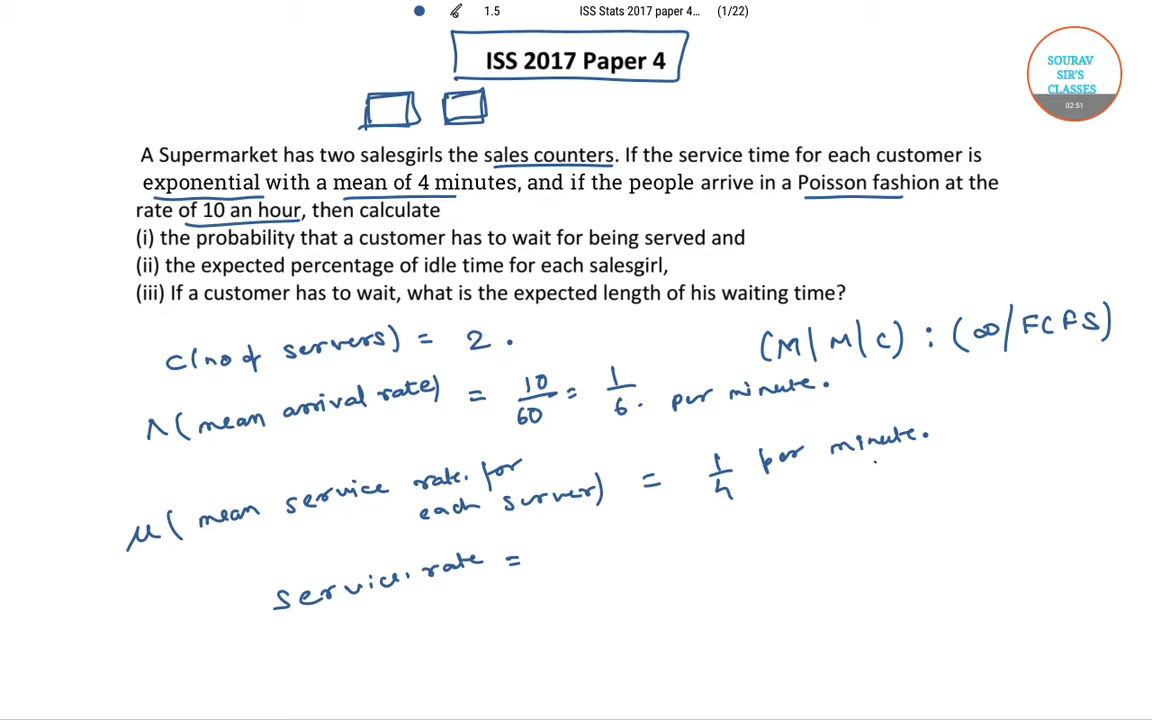 1.5 ISS Stats 2017 paper 4... (1/22)
ISS 2017 Paper 4
SOURAV
SIR'S
CLASSES
02:51
A Supermarket has two salesgirls the sales counters. If the service time for each customer is
exponential with a mean of 4 minutes, and if the people arrive in a Poisson fashion at the
rate of 10 an hour, then calculate
(i) the probability that a customer has to wait for being served and
(ii) the expected percentage of idle time for each salesgirl,
(iii) If a customer has to wait, what is the expected length of his waiting time?
c(no of servers) = 2.
(M|M|C) : (∞/FCFS)
λ(mean arrival rate) = 10/60 = 1/6. per minute.
μ(mean service rate. for
each server) = 1/4 per minute.
service. rate =